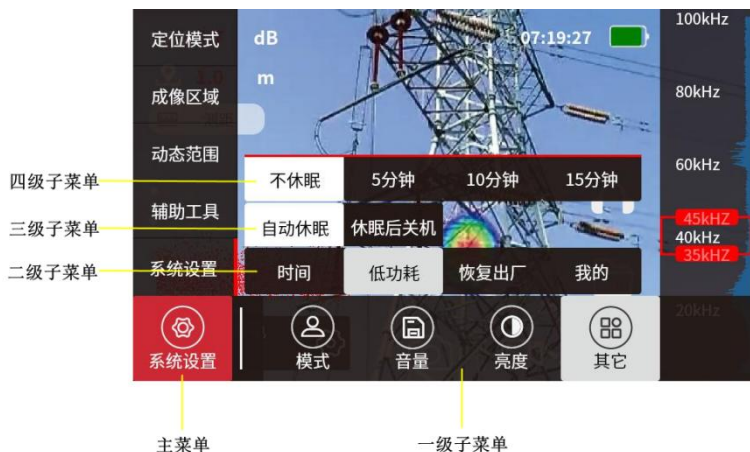 定位模式
dB
07:19:27
100kHz
成像区域
m
80kHz
动态范围
60kHz
四级子菜单
不休眠
5分钟
10分钟
15分钟
辅助工具
三级子菜单
自动休眠
休眠后关机
45kHZ
40kHz
35kHZ
二级子菜单
系统设置
时间
低功耗
恢复出厂
我的
20kHz
系统设置
模式
音量
亮度
其它
主菜单
一级子菜单